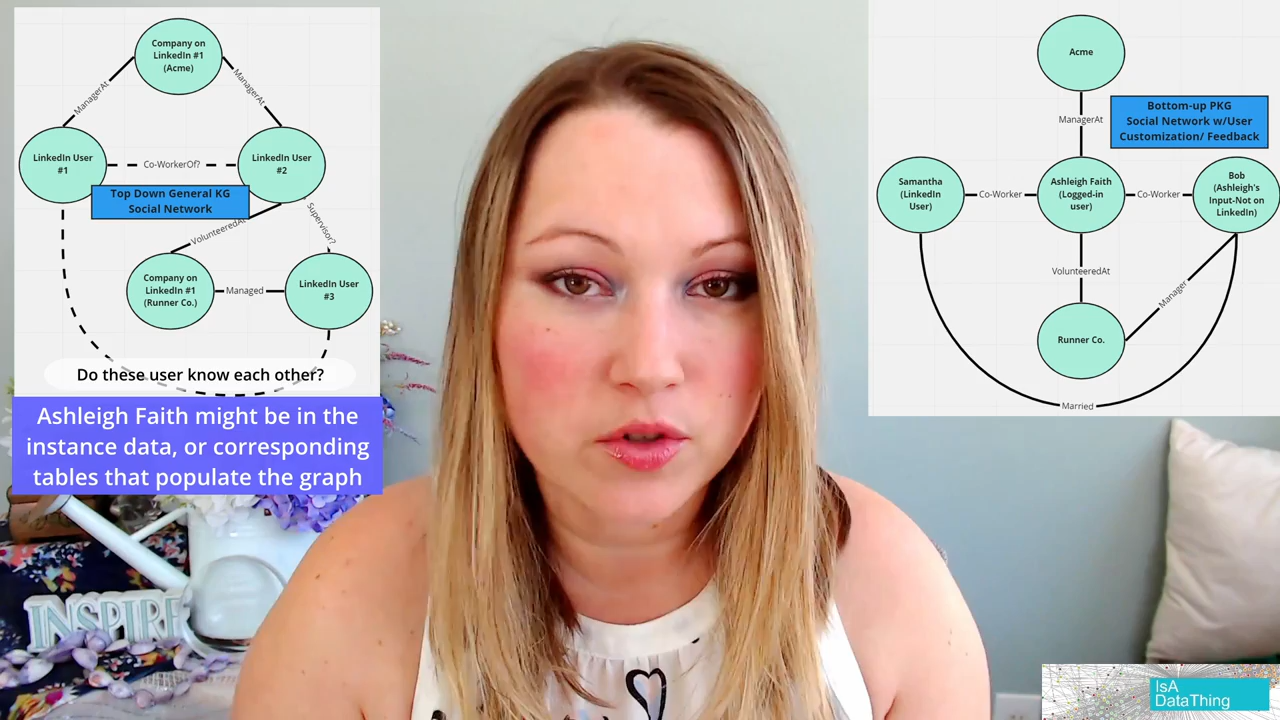 Company on
LinkedIn #1
(Acme)
ManagerAt
ManagerAt
LinkedIn User
#1
Co-WorkerOf?
LinkedIn User
#2
Top Down General KG
Social Network
VolunteeredAt
Supervisor?
Company on
LinkedIn #1
(Runner Co.)
Managed
LinkedIn User
#3
Do these user know each other?
Ashleigh Faith might be in the
instance data, or corresponding
tables that populate the graph
INSPIRE
Acme
ManagerAt
Bottom-up PKG
Social Network w/User
Customization/ Feedback
Samantha
(LinkedIn
User)
Co-Worker
Ashleigh Faith
(Logged-in
user)
Co-Worker
Bob
(Ashleigh's
Input-Not on
LinkedIn)
VolunteeredAt
Manager
Runner Co.
Married
IsA
DataThing